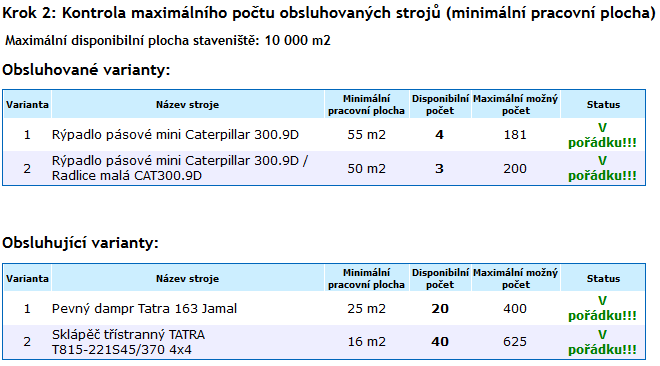 Krok 2: Kontrola maximálního počtu obsluhovaných strojů (minimální pracovní plocha)
Maximální disponibilní plocha staveniště: 10 000 m2
Obsluhované varianty:
Varianta Název stroje Minimální pracovní plocha Disponibilní počet Maximální možný počet Status
1 Rýpadlo pásové mini Caterpillar 300.9D 55 m2 4 181 V pořádku!!!
2 Rýpadlo pásové mini Caterpillar 300.9D / Radlice malá CAT300.9D 50 m2 3 200 V pořádku!!!
Obsluhující varianty:
Varianta Název stroje Minimální pracovní plocha Disponibilní počet Maximální možný počet Status
1 Pevný dampr Tatra 163 Jamal 25 m2 20 400 V pořádku!!!
2 Sklápěč třístranný TATRA T815-221S45/370 4x4 16 m2 40 625 V pořádku!!!